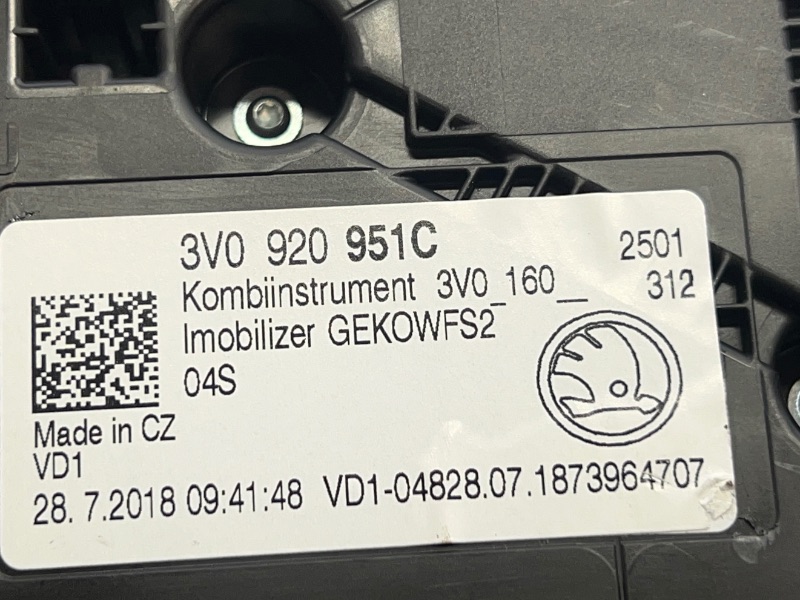 3V0 920 951C 2501
Kombiinstrument 3V0_160__ 312
Imobilizer GEKOWFS2
04S
Made in CZ
VD1
28. 7.2018 09:41:48 VD1-04828.07.1873964707